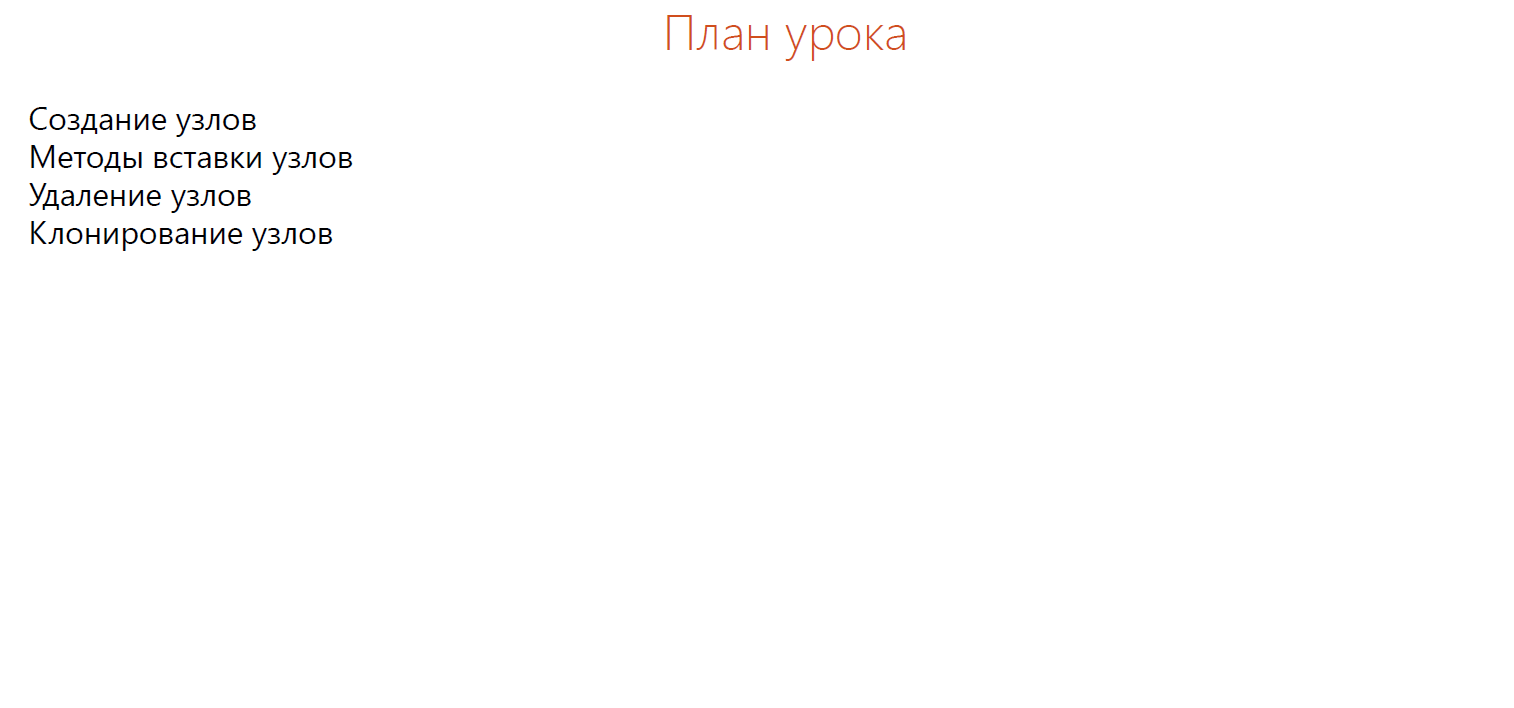 План урока
Создание узлов
Методы вставки узлов
Удаление узлов
Клонирование узлов